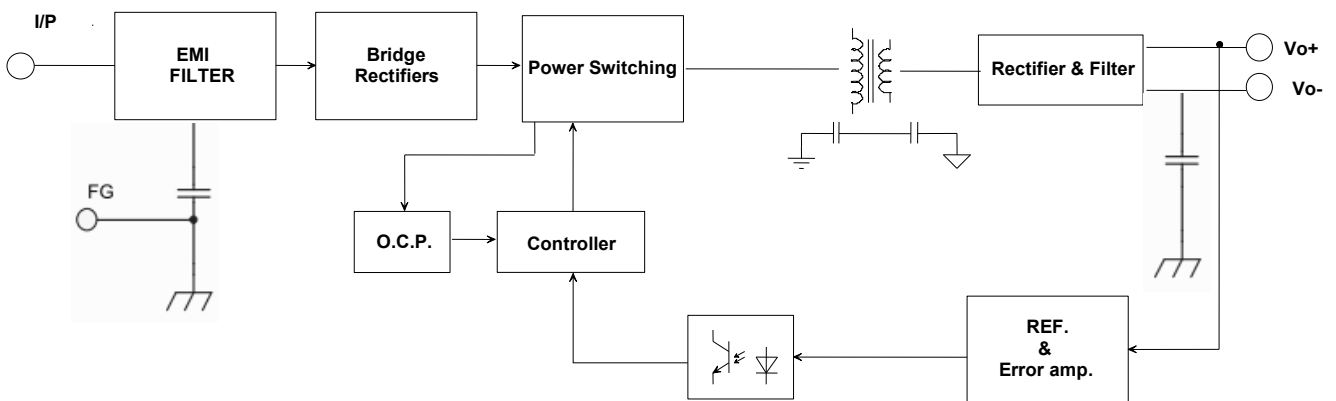 I/P
EMI
FILTER
Bridge
Rectifiers
Power Switching
Rectifier & Filter
Vo+
Vo-
FG
O.C.P.
Controller
REF.
&
Error amp.